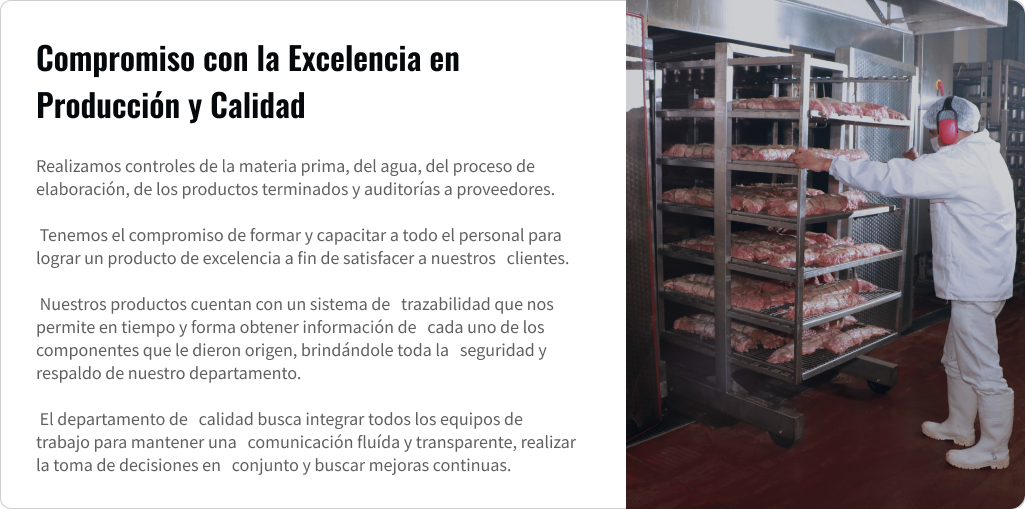 Compromiso con la Excelencia en
Producción y Calidad
Realizamos controles de la materia prima, del agua, del proceso de
elaboración, de los productos terminados y auditorías a proveedores.
Tenemos el compromiso de formar y capacitar a todo el personal para
lograr un producto de excelencia a fin de satisfacer a nuestros clientes.
Nuestros productos cuentan con un sistema de trazabilidad que nos
permite en tiempo y forma obtener información de cada uno de los
componentes que le dieron origen, brindándole toda la seguridad y
respaldo de nuestro departamento.
El departamento de calidad busca integrar todos los equipos de
trabajo para mantener una comunicación fluída y transparente, realizar
la toma de decisiones en conjunto y buscar mejoras continuas.